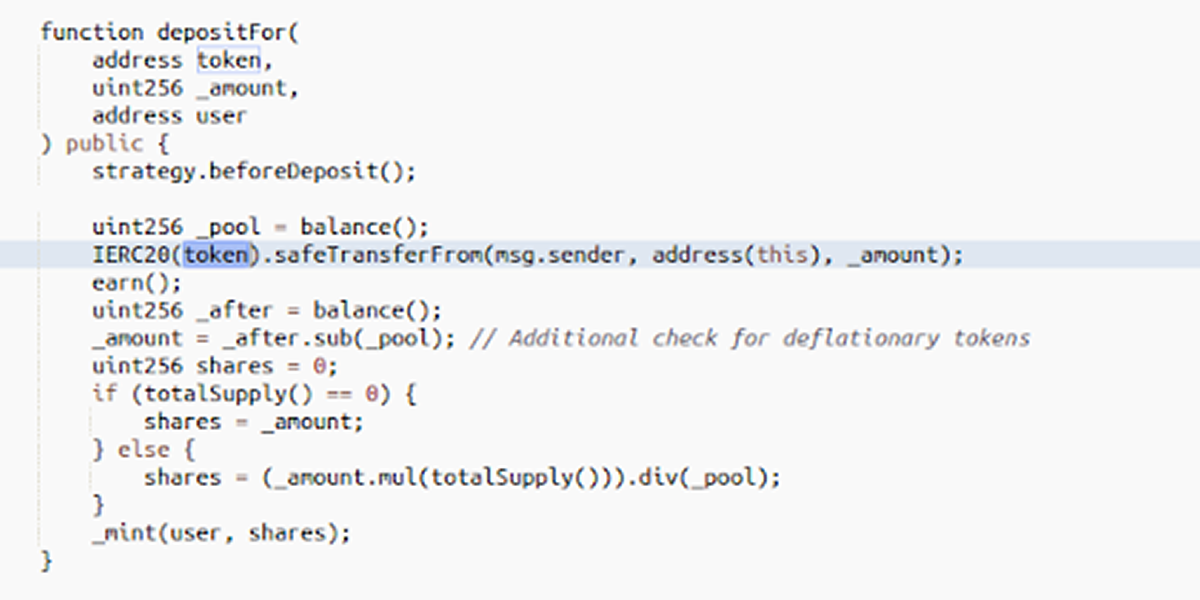 function depositFor(
address token,
uint256 _amount,
address user
) public {
strategy.beforeDeposit();
uint256 _pool = balance();
IERC20(token).safeTransferFrom(msg.sender, address(this), _amount);
earn();
uint256 _after = balance();
_amount = _after.sub(_pool); // Additional check for deflationary tokens
uint256 shares = 0;
if (totalSupply() == 0) {
shares = _amount;
} else {
shares = (_amount.mul(totalSupply())).div(_pool);
}
_mint(user, shares);
}